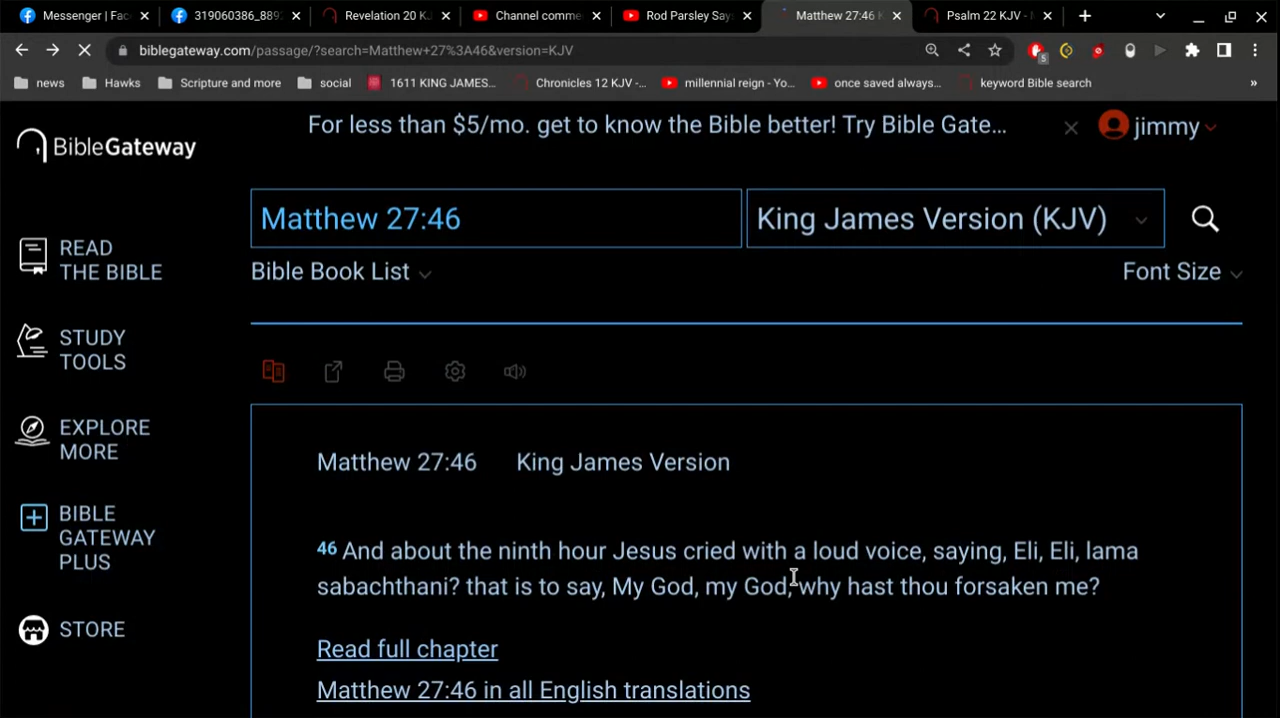 Messenger | Fac
319060386_889
Revelation 20 KJ
Channel comme
Rod Parsley Say
Matthew 27:46 K
Psalm 22 KJV -
biblegateway.com/passage/?search=Matthew+27%3A46&version=KJV
5
news
Hawks
Scripture and more
social
1611 KING JAMES...
Chronicles 12 KJV -...
millennial reign - Yo...
once saved always...
keyword Bible search
»
For less than $5/mo. get to know the Bible better! Try Bible Gate...
jimmy
BibleGateway
Matthew 27:46
King James Version (KJV)
READ
THE BIBLE
Bible Book List
Font Size
STUDY
TOOLS
EXPLORE
MORE
Matthew 27:46 King James Version
BIBLE
GATEWAY
PLUS
46 And about the ninth hour Jesus cried with a loud voice, saying, Eli, Eli, lama
sabachthani? that is to say, My God, my God, why hast thou forsaken me?
STORE
Read full chapter
Matthew 27:46 in all English translations